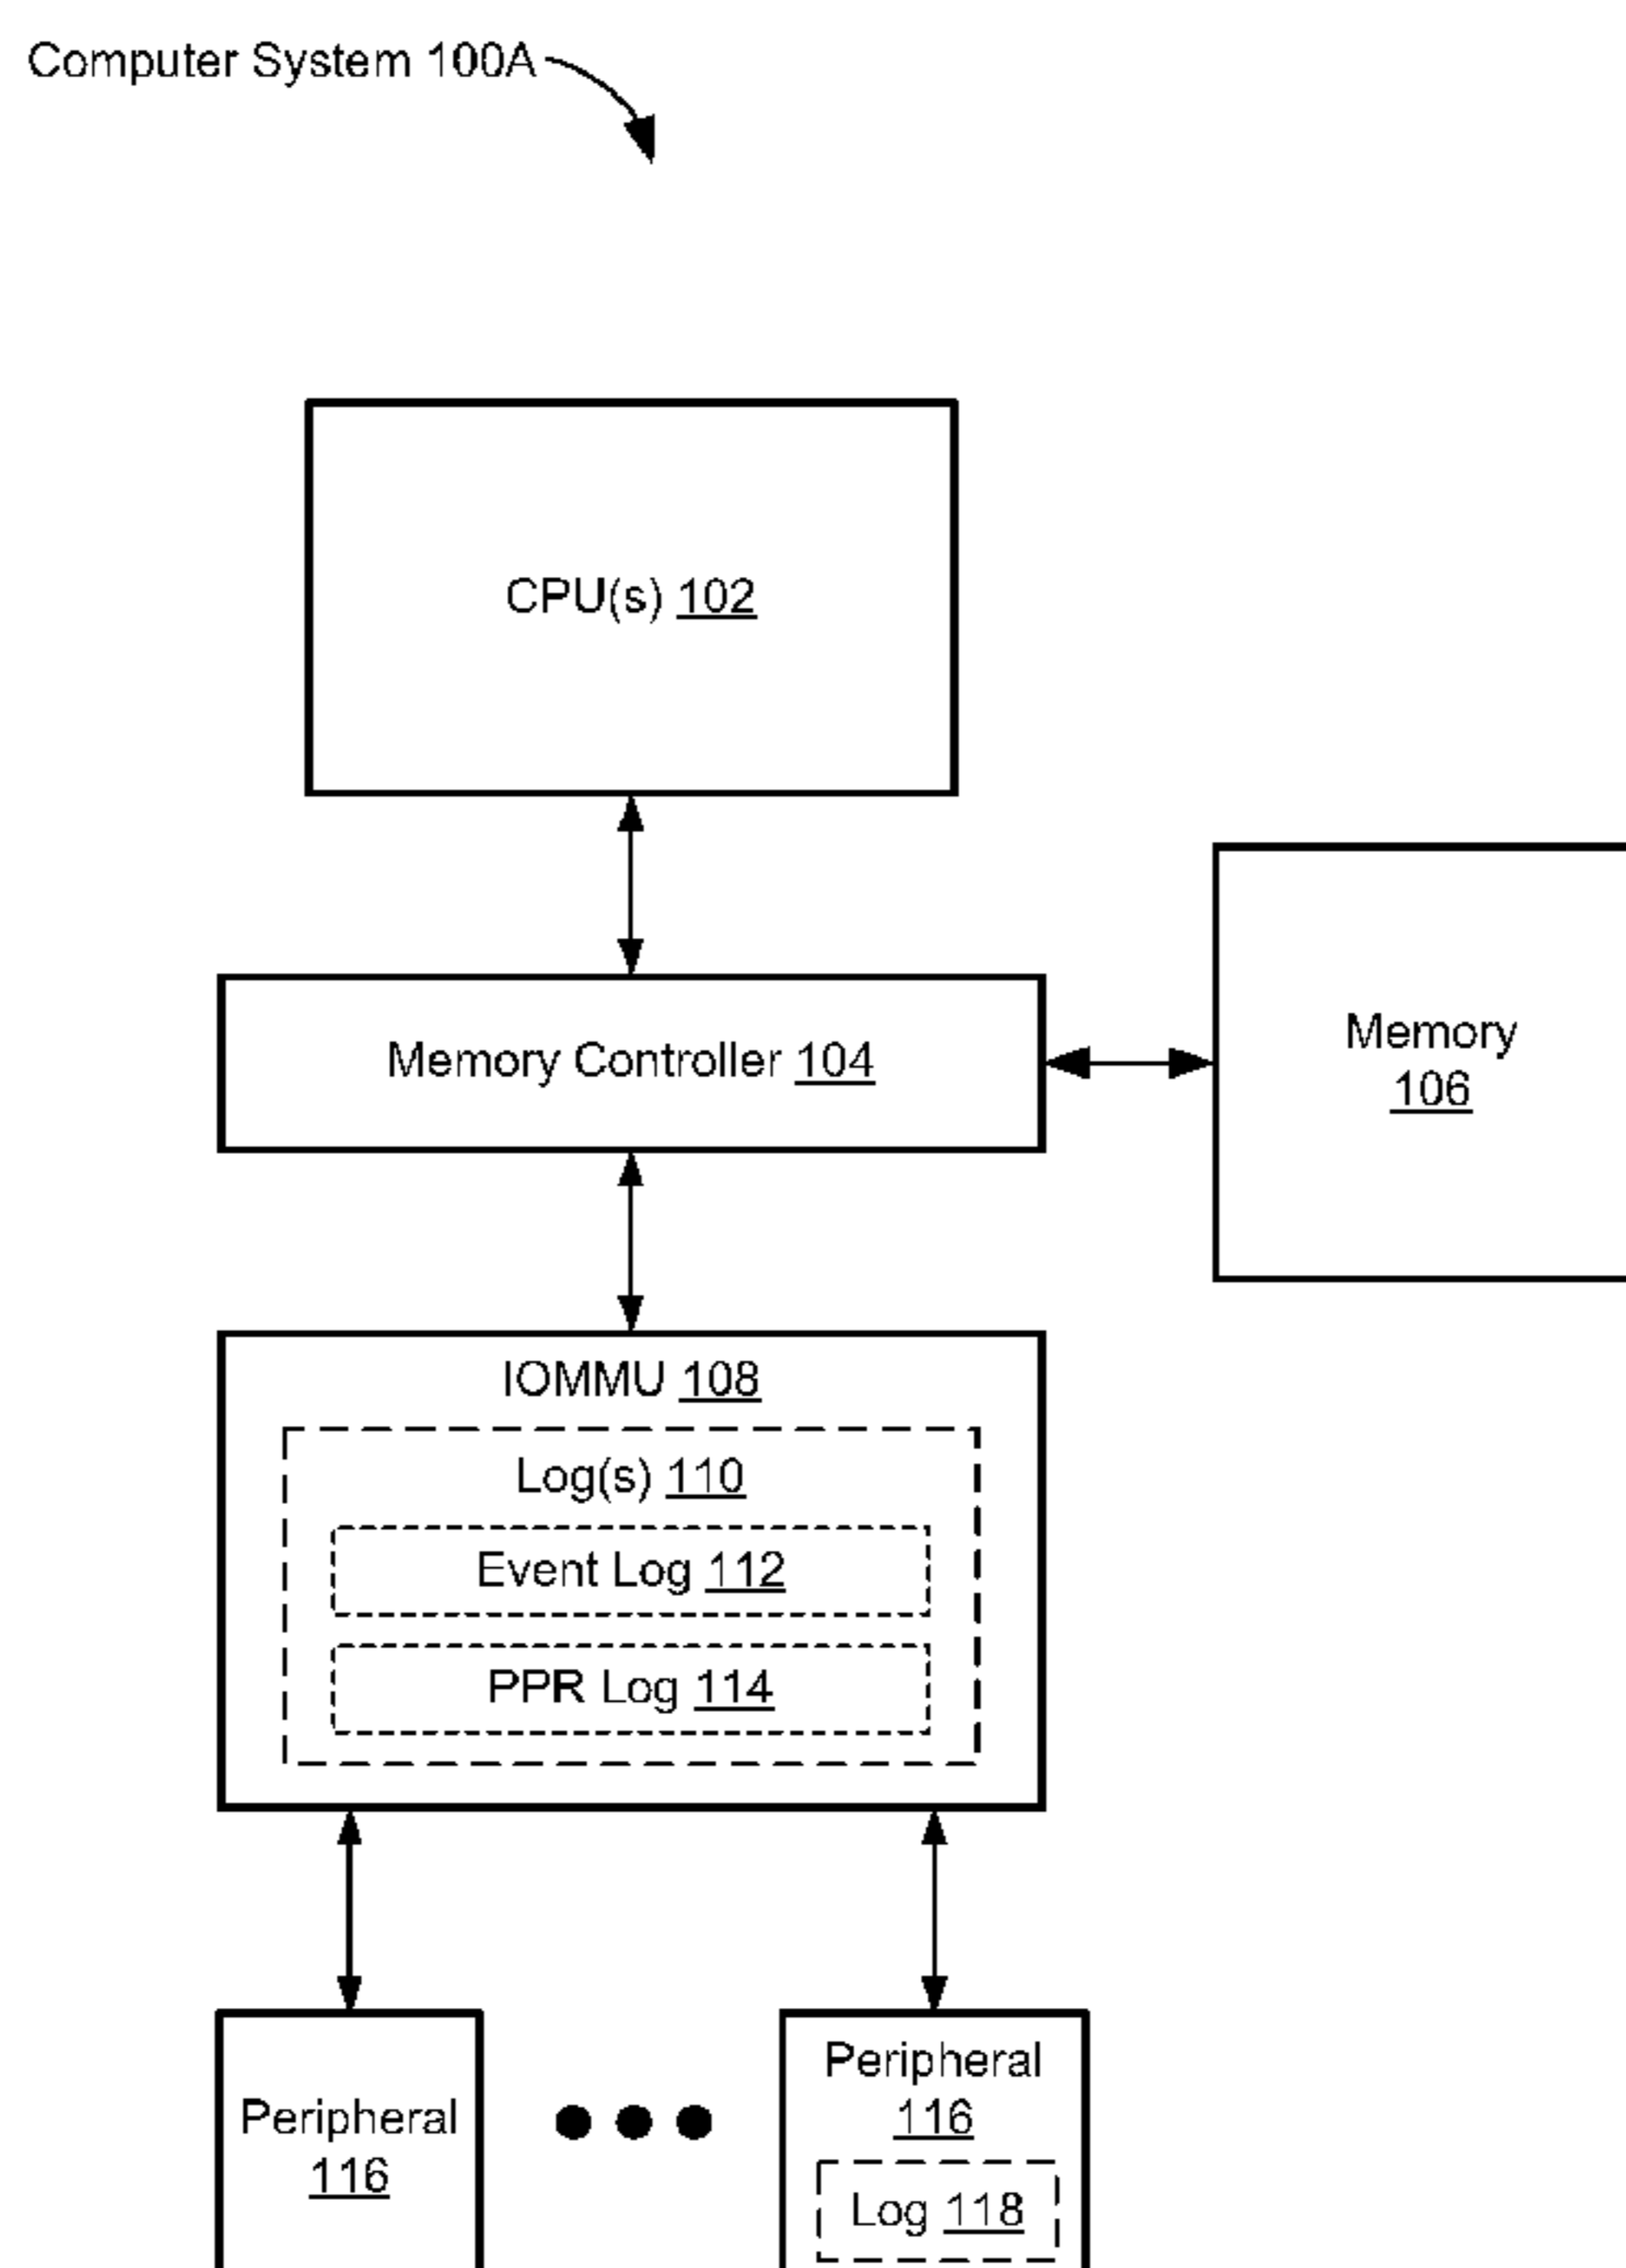 Computer System 100A
CPU(s) 102
Memory Controller 104
Memory
106
IOMMU 108
Log(s) 110
Event Log 112
PPR Log 114
Peripheral
116
Peripheral
116
Log 118